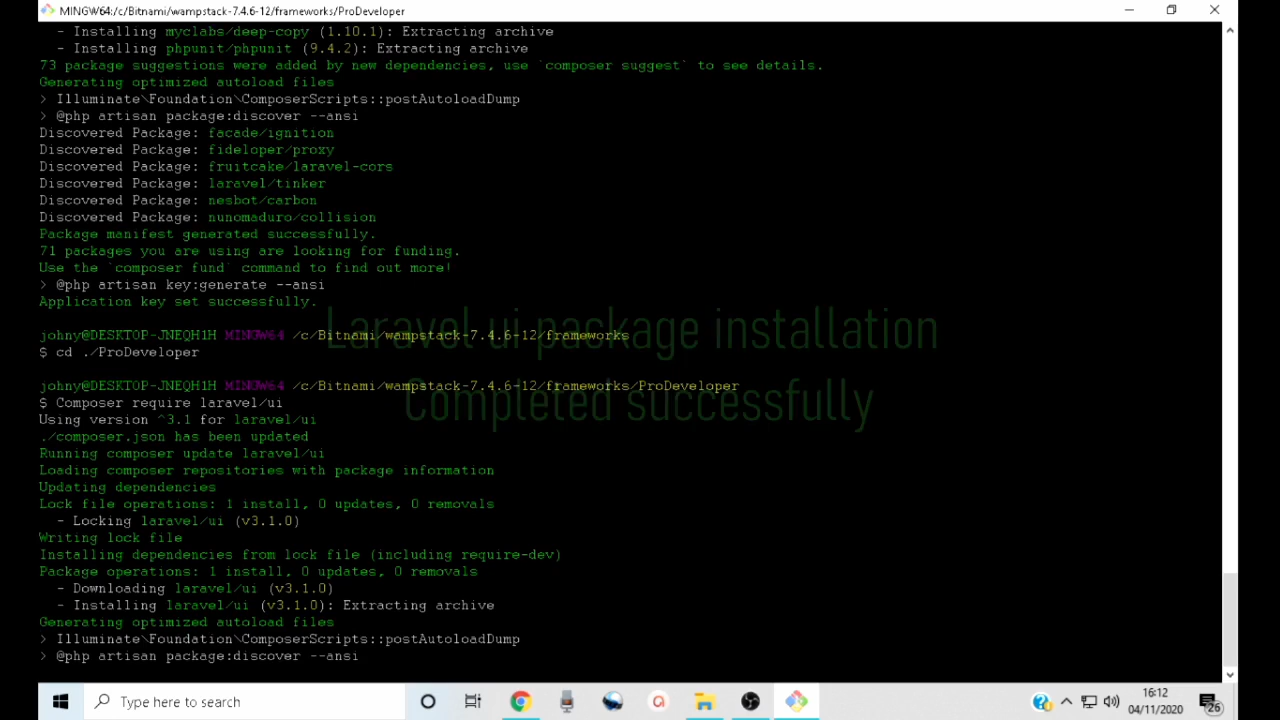 MINGW64:/c/Bitnami/wampstack-7.4.6-12/frameworks/ProDeveloper
- Installing myclabs/deep-copy (1.10.1): Extracting archive
- Installing phpunit/phpunit (9.4.2): Extracting archive
73 package suggestions were added by new dependencies, use `composer suggest` to see details.
Generating optimized autoload files
> Illuminate\Foundation\ComposerScripts::postAutoloadDump
> @php artisan package:discover --ansi
Discovered Package: facade/ignition
Discovered Package: fideloper/proxy
Discovered Package: fruitcake/laravel-cors
Discovered Package: laravel/tinker
Discovered Package: nesbot/carbon
Discovered Package: nunomaduro/collision
Package manifest generated successfully.
71 packages you are using are looking for funding.
Use the `composer fund` command to find out more!
> @php artisan key:generate --ansi
Application key set successfully.
Laravel ui package installation
johny@DESKTOP-JNEQH1H MINGW64 /c/Bitnami/wampstack-7.4.6-12/frameworks
$ cd ./ProDeveloper
johny@DESKTOP-JNEQH1H MINGW64 /c/Bitnami/wampstack-7.4.6-12/frameworks/ProDeveloper
Completed successfully
$ Composer require laravel/ui
Using version ^3.1 for laravel/ui
./composer.json has been updated
Running composer update laravel/ui
Loading composer repositories with package information
Updating dependencies
Lock file operations: 1 install, 0 updates, 0 removals
- Locking laravel/ui (v3.1.0)
Writing lock file
Installing dependencies from lock file (including require-dev)
Package operations: 1 install, 0 updates, 0 removals
- Downloading laravel/ui (v3.1.0)
- Installing laravel/ui (v3.1.0): Extracting archive
Generating optimized autoload files
> Illuminate\Foundation\ComposerScripts::postAutoloadDump
> @php artisan package:discover --ansi
Type here to search
16:12
04/11/2020
26